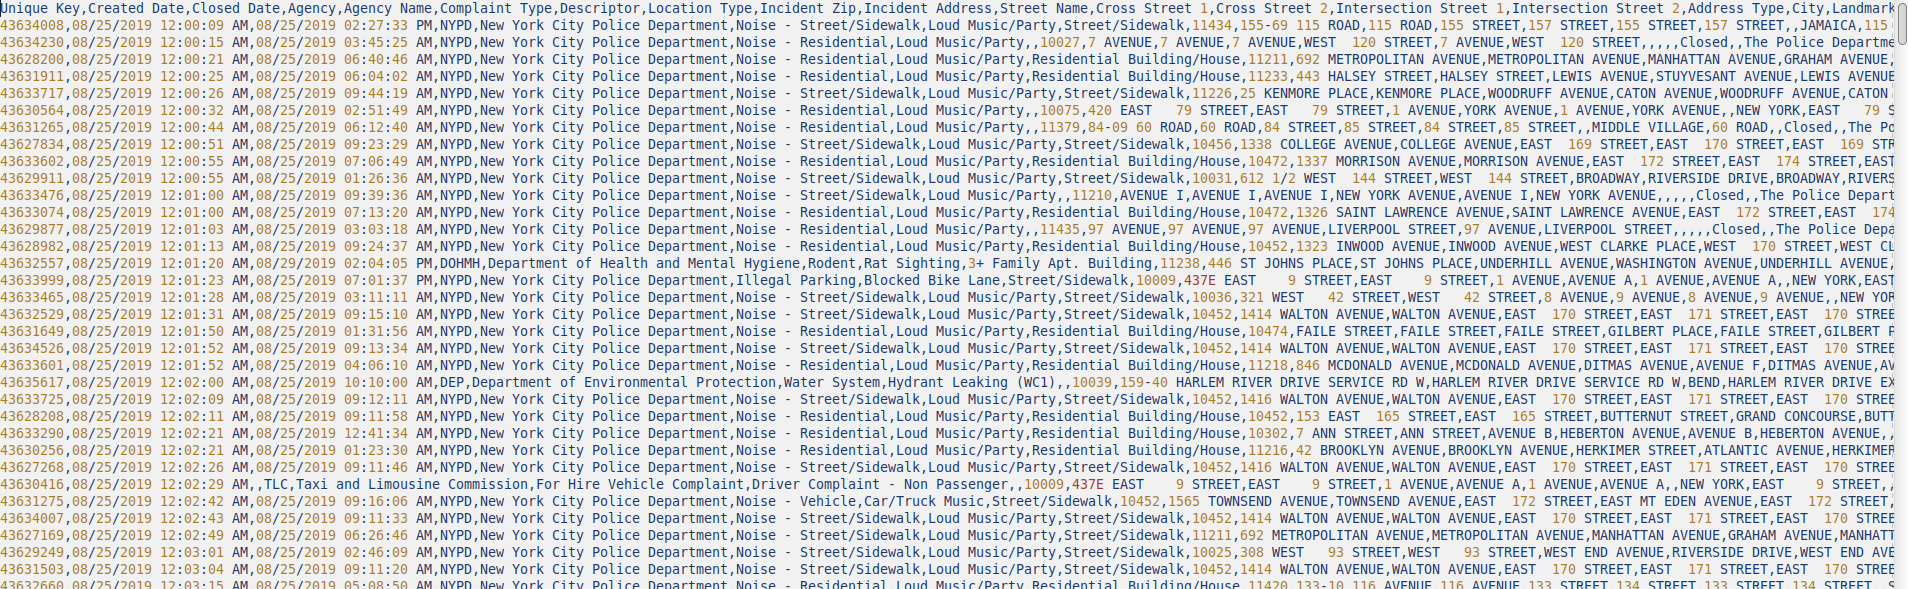 Unique Key,Created Date,Closed Date,Agency,Agency Name,Complaint Type,Descriptor,Location Type,Incident Zip,Incident Address,Street Name,Cross Street 1,Cross Street 2,Intersection Street 1,Intersection Street 2,Address Type,City,Landmark
43634008,08/25/2019 12:00:09 AM,08/25/2019 02:27:33 PM,NYPD,New York City Police Department,Noise - Street/Sidewalk,Loud Music/Party,Street/Sidewalk,11434,155-69 115 ROAD,115 ROAD,155 STREET,157 STREET,155 STREET,157 STREET,,JAMAICA,115
43634230,08/25/2019 12:00:15 AM,08/25/2019 03:45:25 AM,NYPD,New York City Police Department,Noise - Residential,Loud Music/Party,,10027,7 AVENUE,7 AVENUE,7 AVENUE,WEST  120 STREET,7 AVENUE,WEST  120 STREET,,,,,Closed,,The Police Departme
43628200,08/25/2019 12:00:21 AM,08/25/2019 06:40:46 AM,NYPD,New York City Police Department,Noise - Residential,Loud Music/Party,Residential Building/House,11211,692 METROPOLITAN AVENUE,METROPOLITAN AVENUE,MANHATTAN AVENUE,GRAHAM AVENUE,
43631911,08/25/2019 12:00:25 AM,08/25/2019 06:04:02 AM,NYPD,New York City Police Department,Noise - Residential,Loud Music/Party,Residential Building/House,11233,443 HALSEY STREET,HALSEY STREET,LEWIS AVENUE,STUYVESANT AVENUE,LEWIS AVENUE
43633717,08/25/2019 12:00:26 AM,08/25/2019 09:44:19 AM,NYPD,New York City Police Department,Noise - Street/Sidewalk,Loud Music/Party,Street/Sidewalk,11226,25 KENMORE PLACE,KENMORE PLACE,WOODRUFF AVENUE,CATON AVENUE,WOODRUFF AVENUE,CATON
43630564,08/25/2019 12:00:32 AM,08/25/2019 02:51:49 AM,NYPD,New York City Police Department,Noise - Residential,Loud Music/Party,,10075,420 EAST   79 STREET,EAST   79 STREET,1 AVENUE,YORK AVENUE,1 AVENUE,YORK AVENUE,,NEW YORK,EAST   79 S
43631265,08/25/2019 12:00:44 AM,08/25/2019 06:12:40 AM,NYPD,New York City Police Department,Noise - Residential,Loud Music/Party,,11379,84-09 60 ROAD,60 ROAD,84 STREET,85 STREET,84 STREET,85 STREET,,MIDDLE VILLAGE,60 ROAD,,Closed,,The Po
43627834,08/25/2019 12:00:51 AM,08/25/2019 09:23:29 AM,NYPD,New York City Police Department,Noise - Street/Sidewalk,Loud Music/Party,Street/Sidewalk,10456,1338 COLLEGE AVENUE,COLLEGE AVENUE,EAST  169 STREET,EAST  170 STREET,EAST  169 STR
43633602,08/25/2019 12:00:55 AM,08/25/2019 07:06:49 AM,NYPD,New York City Police Department,Noise - Residential,Loud Music/Party,Residential Building/House,10472,1337 MORRISON AVENUE,MORRISON AVENUE,EAST  172 STREET,EAST  174 STREET,EAST
43629911,08/25/2019 12:00:55 AM,08/25/2019 01:26:36 AM,NYPD,New York City Police Department,Noise - Street/Sidewalk,Loud Music/Party,Street/Sidewalk,10031,612 1/2 WEST  144 STREET,WEST  144 STREET,BROADWAY,RIVERSIDE DRIVE,BROADWAY,RIVERS
43633476,08/25/2019 12:01:00 AM,08/25/2019 09:39:36 AM,NYPD,New York City Police Department,Noise - Street/Sidewalk,Loud Music/Party,,11210,AVENUE I,AVENUE I,AVENUE I,NEW YORK AVENUE,AVENUE I,NEW YORK AVENUE,,,,,Closed,,The Police Depart
43633074,08/25/2019 12:01:00 AM,08/25/2019 07:13:20 AM,NYPD,New York City Police Department,Noise - Residential,Loud Music/Party,Residential Building/House,10472,1326 SAINT LAWRENCE AVENUE,SAINT LAWRENCE AVENUE,EAST  172 STREET,EAST  174
43629877,08/25/2019 12:01:03 AM,08/25/2019 03:03:18 AM,NYPD,New York City Police Department,Noise - Residential,Loud Music/Party,,11435,97 AVENUE,97 AVENUE,97 AVENUE,LIVERPOOL STREET,97 AVENUE,LIVERPOOL STREET,,,,,Closed,,The Police Depa
43628982,08/25/2019 12:01:13 AM,08/25/2019 09:24:37 AM,NYPD,New York City Police Department,Noise - Residential,Loud Music/Party,Residential Building/House,10452,1323 INWOOD AVENUE,INWOOD AVENUE,WEST CLARKE PLACE,WEST  170 STREET,WEST CL
43632557,08/25/2019 12:01:20 AM,08/29/2019 02:04:05 PM,DOHMH,Department of Health and Mental Hygiene,Rodent,Rat Sighting,3+ Family Apt. Building,11238,446 ST JOHNS PLACE,ST JOHNS PLACE,UNDERHILL AVENUE,WASHINGTON AVENUE,UNDERHILL AVENUE,
43633999,08/25/2019 12:01:23 AM,08/25/2019 07:01:37 PM,NYPD,New York City Police Department,Illegal Parking,Blocked Bike Lane,Street/Sidewalk,10009,437E EAST    9 STREET,EAST    9 STREET,1 AVENUE,AVENUE A,1 AVENUE,AVENUE A,,NEW YORK,EAST
43633465,08/25/2019 12:01:28 AM,08/25/2019 03:11:11 AM,NYPD,New York City Police Department,Noise - Street/Sidewalk,Loud Music/Party,Street/Sidewalk,10036,321 WEST   42 STREET,WEST   42 STREET,8 AVENUE,9 AVENUE,8 AVENUE,9 AVENUE,,NEW YOR
43632529,08/25/2019 12:01:31 AM,08/25/2019 09:15:10 AM,NYPD,New York City Police Department,Noise - Street/Sidewalk,Loud Music/Party,Street/Sidewalk,10452,1414 WALTON AVENUE,WALTON AVENUE,EAST  170 STREET,EAST  171 STREET,EAST  170 STREE
43631649,08/25/2019 12:01:50 AM,08/25/2019 01:31:56 AM,NYPD,New York City Police Department,Noise - Residential,Loud Music/Party,Residential Building/House,10474,FAILE STREET,FAILE STREET,FAILE STREET,GILBERT PLACE,FAILE STREET,GILBERT P
43634526,08/25/2019 12:01:52 AM,08/25/2019 09:13:34 AM,NYPD,New York City Police Department,Noise - Street/Sidewalk,Loud Music/Party,Street/Sidewalk,10452,1414 WALTON AVENUE,WALTON AVENUE,EAST  170 STREET,EAST  171 STREET,EAST  170 STREE
43633601,08/25/2019 12:01:52 AM,08/25/2019 04:06:10 AM,NYPD,New York City Police Department,Noise - Residential,Loud Music/Party,Residential Building/House,11218,846 MCDONALD AVENUE,MCDONALD AVENUE,DITMAS AVENUE,AVENUE F,DITMAS AVENUE,AV
43635617,08/25/2019 12:02:00 AM,08/25/2019 10:10:00 AM,DEP,Department of Environmental Protection,Water System,Hydrant Leaking (WC1),,10039,159-40 HARLEM RIVER DRIVE SERVICE RD W,HARLEM RIVER DRIVE SERVICE RD W,BEND,HARLEM RIVER DRIVE EX
43633725,08/25/2019 12:02:09 AM,08/25/2019 09:12:11 AM,NYPD,New York City Police Department,Noise - Street/Sidewalk,Loud Music/Party,Street/Sidewalk,10452,1416 WALTON AVENUE,WALTON AVENUE,EAST  170 STREET,EAST  171 STREET,EAST  170 STREE
43628208,08/25/2019 12:02:11 AM,08/25/2019 09:11:58 AM,NYPD,New York City Police Department,Noise - Residential,Loud Music/Party,Residential Building/House,10452,153 EAST  165 STREET,EAST  165 STREET,BUTTERNUT STREET,GRAND CONCOURSE,BUTT
43633290,08/25/2019 12:02:21 AM,08/25/2019 12:41:34 AM,NYPD,New York City Police Department,Noise - Residential,Loud Music/Party,Residential Building/House,10302,7 ANN STREET,ANN STREET,AVENUE B,HEBERTON AVENUE,AVENUE B,HEBERTON AVENUE,,
43630256,08/25/2019 12:02:21 AM,08/25/2019 01:23:30 AM,NYPD,New York City Police Department,Noise - Residential,Loud Music/Party,Residential Building/House,11216,42 BROOKLYN AVENUE,BROOKLYN AVENUE,HERKIMER STREET,ATLANTIC AVENUE,HERKIMER
43627268,08/25/2019 12:02:26 AM,08/25/2019 09:11:46 AM,NYPD,New York City Police Department,Noise - Street/Sidewalk,Loud Music/Party,Street/Sidewalk,10452,1416 WALTON AVENUE,WALTON AVENUE,EAST  170 STREET,EAST  171 STREET,EAST  170 STREE
43630416,08/25/2019 12:02:29 AM,,TLC,Taxi and Limousine Commission,For Hire Vehicle Complaint,Driver Complaint - Non Passenger,,10009,437E EAST    9 STREET,EAST    9 STREET,1 AVENUE,AVENUE A,1 AVENUE,AVENUE A,,NEW YORK,EAST    9 STREET,,
43631275,08/25/2019 12:02:42 AM,08/25/2019 09:16:06 AM,NYPD,New York City Police Department,Noise - Vehicle,Car/Truck Music,Street/Sidewalk,10452,1565 TOWNSEND AVENUE,TOWNSEND AVENUE,EAST  172 STREET,EAST MT EDEN AVENUE,EAST  172 STREET,
43634007,08/25/2019 12:02:43 AM,08/25/2019 09:11:33 AM,NYPD,New York City Police Department,Noise - Street/Sidewalk,Loud Music/Party,Street/Sidewalk,10452,1414 WALTON AVENUE,WALTON AVENUE,EAST  170 STREET,EAST  171 STREET,EAST  170 STREE
43627169,08/25/2019 12:02:49 AM,08/25/2019 06:26:46 AM,NYPD,New York City Police Department,Noise - Street/Sidewalk,Loud Music/Party,Street/Sidewalk,11211,692 METROPOLITAN AVENUE,METROPOLITAN AVENUE,MANHATTAN AVENUE,GRAHAM AVENUE,MANHATT
43629249,08/25/2019 12:03:01 AM,08/25/2019 02:46:09 AM,NYPD,New York City Police Department,Noise - Street/Sidewalk,Loud Music/Party,Street/Sidewalk,10025,308 WEST   93 STREET,WEST   93 STREET,WEST END AVENUE,RIVERSIDE DRIVE,WEST END AVE
43631503,08/25/2019 12:03:04 AM,08/25/2019 09:11:20 AM,NYPD,New York City Police Department,Noise - Street/Sidewalk,Loud Music/Party,Street/Sidewalk,10452,1414 WALTON AVENUE,WALTON AVENUE,EAST  170 STREET,EAST  171 STREET,EAST  170 STREE
43632660,08/25/2019 12:03:15 AM,08/25/2019 05:08:50 AM,NYPD,New York City Police Department,Noise - Residential,Loud Music/Party,Residential Building/House,11420,133-10 116 AVENUE,116 AVENUE,133 STREET,134 STREET,133 STREET,134 STREET,,S